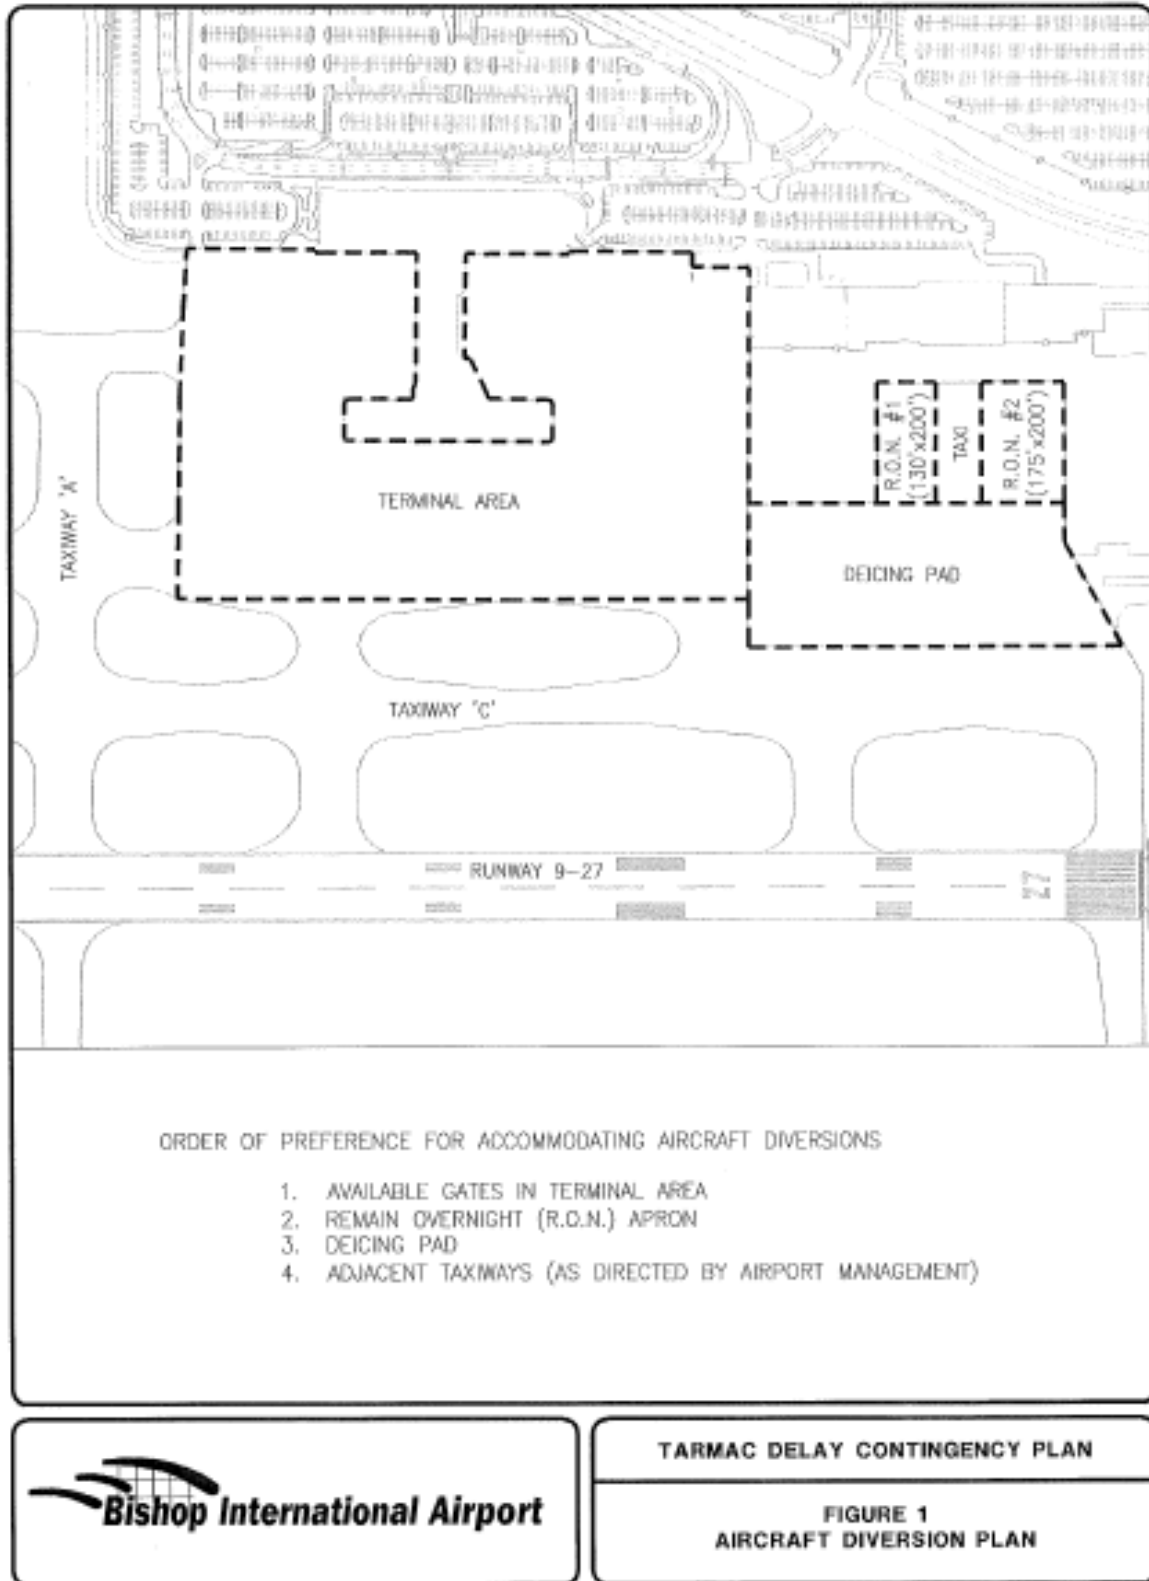 R.O.N. #1
(130'x200')
TAXI
R.O.N. #2
(175'x200')
TERMINAL AREA
TAXIWAY 'A'
DEICING PAD
TAXIWAY 'C'
RUNWAY 9-27
27
ORDER OF PREFERENCE FOR ACCOMMODATING AIRCRAFT DIVERSIONS
1. AVAILABLE GATES IN TERMINAL AREA
2. REMAIN OVERNIGHT (R.O.N.) APRON
3. DEICING PAD
4. ADJACENT TAXIWAYS (AS DIRECTED BY AIRPORT MANAGEMENT)
Bishop International Airport
TARMAC DELAY CONTINGENCY PLAN
FIGURE 1
AIRCRAFT DIVERSION PLAN